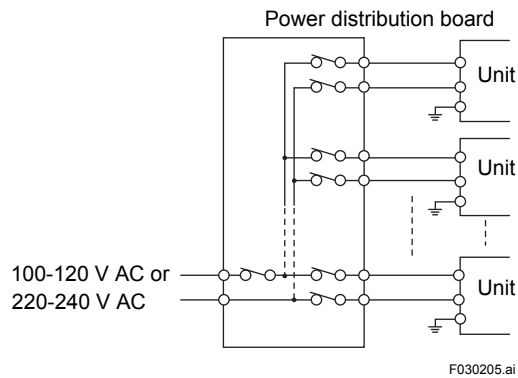 Power distribution board
Unit
Unit
100-120 V AC or
220-240 V AC
Unit
F030205.ai